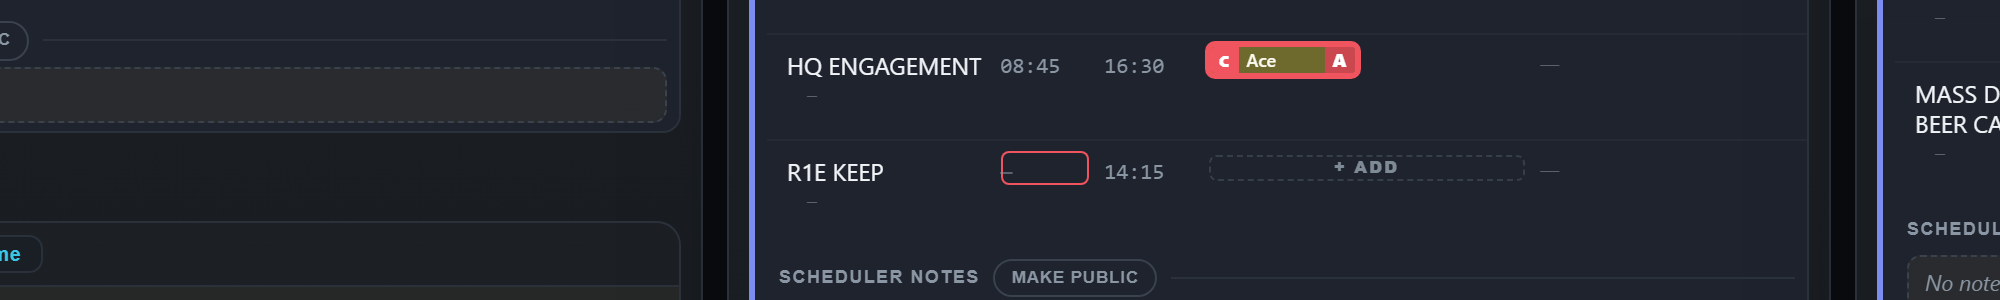 C
me
HQ ENGAGEMENT 08:45 16:30 c Ace A —
–
R1E KEEP – 14:15 + ADD —
–
SCHEDULER NOTES MAKE PUBLIC
–
MASS D
BEER CA
–
SCHEDUL
No note